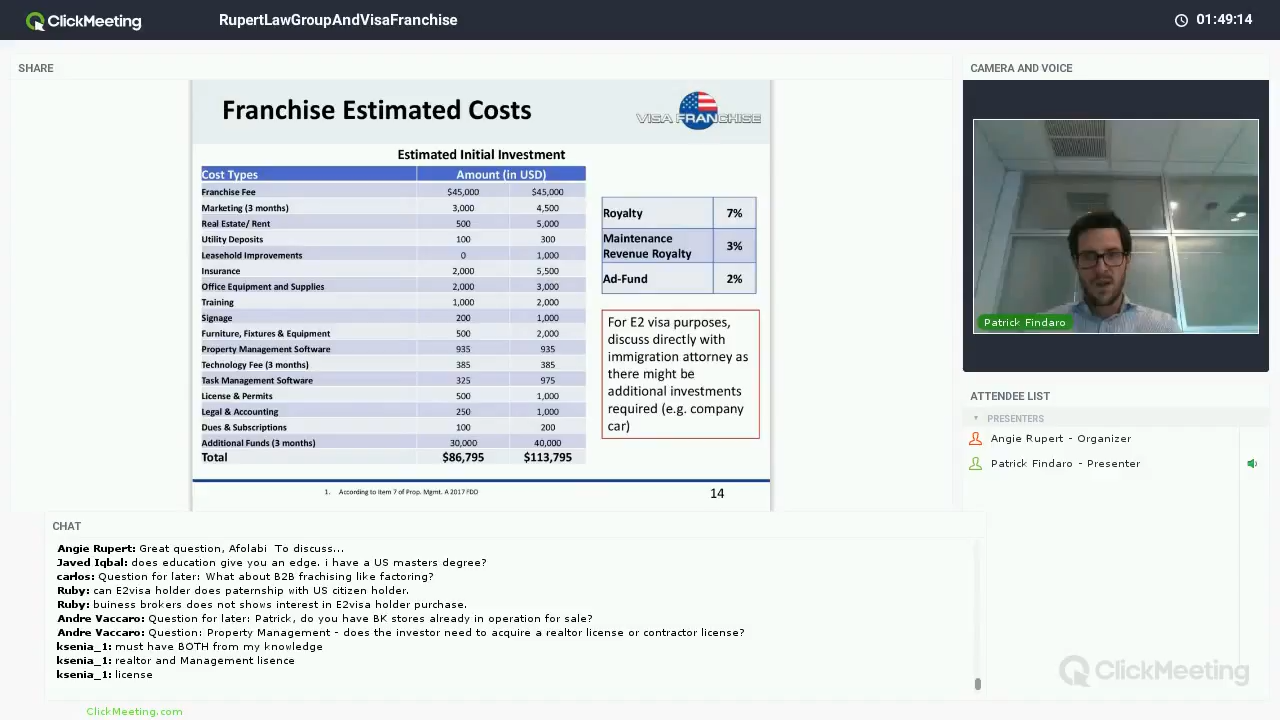 ClickMeeting
RupertLawGroupAndVisaFranchise
01:49:14
SHARE
Franchise Estimated Costs
VISA FRANCHISE
Estimated Initial Investment
Cost Types Amount (in USD)
Franchise Fee $45,000 $45,000
Marketing (3 months) 3,000 4,500
Real Estate/ Rent 500 5,000
Utility Deposits 100 300
Leasehold Improvements 0 1,000
Insurance 2,000 5,500
Office Equipment and Supplies 2,000 3,000
Training 1,000 2,000
Signage 200 1,000
Furniture, Fixtures & Equipment 500 2,000
Property Management Software 935 935
Technology Fee (3 months) 385 385
Task Management Software 325 975
License & Permits 500 1,000
Legal & Accounting 250 1,000
Dues & Subscriptions 100 200
Additional Funds (3 months) 30,000 40,000
Total $86,795 $113,795
Royalty 7%
Maintenance
Revenue Royalty 3%
Ad-Fund 2%
For E2 visa purposes,
discuss directly with
immigration attorney as
there might be
additional investments
required (e.g. company
car)
1. According to Item 7 of Prop. Mgmt. A 2017 FDD
14
CAMERA AND VOICE
Patrick Findaro
ATTENDEE LIST
PRESENTERS
Angie Rupert - Organizer
Patrick Findaro - Presenter
CHAT
Angie Rupert: Great question, Afolabi  To discuss...
Javed Iqbal: does education give you an edge. i have a US masters degree?
carlos: Question for later: What about B2B frachising like factoring?
Ruby: can E2visa holder does paternship with US citizen holder.
Ruby: buiness brokers does not shows interest in E2visa holder purchase.
Andre Vaccaro: Question for later: Patrick, do you have BK stores already in operation for sale?
Andre Vaccaro: Question: Property Management - does the investor need to acquire a realtor license or contractor license?
ksenia_1: must have BOTH from my knowledge
ksenia_1: realtor and Management lisence
ksenia_1: license
ClickMeeting
ClickMeeting.com